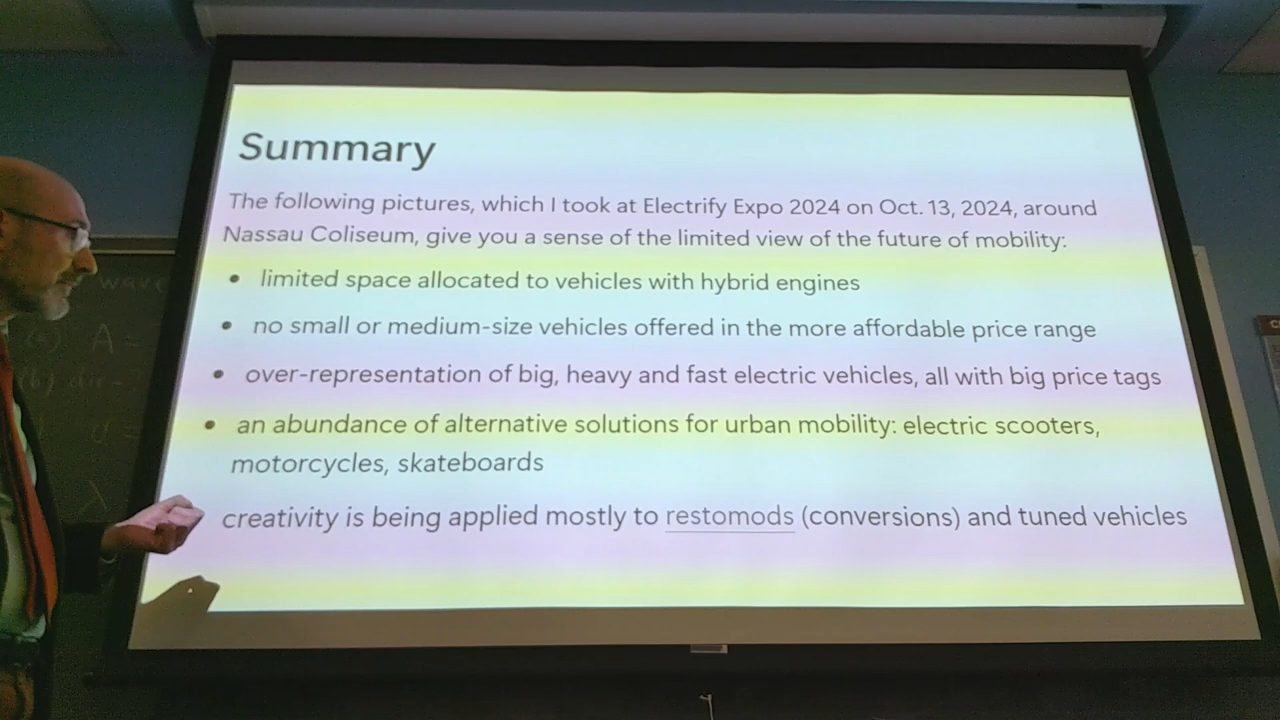 Summary
The following pictures, which I took at Electrify Expo 2024 on Oct. 13, 2024, around
Nassau Coliseum, give you a sense of the limited view of the future of mobility:
• limited space allocated to vehicles with hybrid engines
• no small or medium-size vehicles offered in the more affordable price range
• over-representation of big, heavy and fast electric vehicles, all with big price tags
• an abundance of alternative solutions for urban mobility: electric scooters,
motorcycles, skateboards
creativity is being applied mostly to restomods (conversions) and tuned vehicles
wave
A =
(b) dir-?
λ